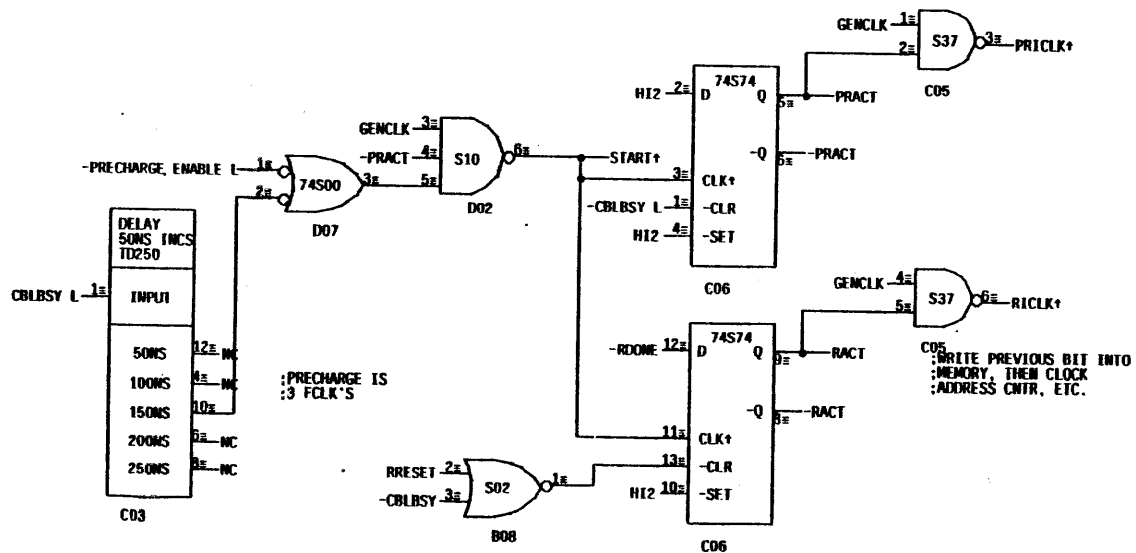 GENCLK 1
2
S37
3 PRICLK↑
C05
74S74
HI2 2 D Q 5 PRACT
-Q 6 -PRACT
3 CLK↑
-CBLBSY L 1 -CLR
HI2 4 -SET
C06
GENCLK 3
-PRACT 4
5
S10
6 START↑
D02
-PRECHARGE ENABLE L 1
2
74S00
3
D07
DELAY
50NS INCS
TD250
CBLBSY L 1 INPUT
50NS 12 NC
100NS 4 NC
150NS 10
200NS 6 NC
250NS 8 NC
C03
;PRECHARGE IS
;3 FCLK'S
GENCLK 4
5
S37
6 RICLK↑
C05
;WRITE PREVIOUS BIT INTO
;MEMORY, THEN CLOCK
;ADDRESS CNTR, ETC.
74S74
-RDONE 12 D Q 9 RACT
-Q 8 -RACT
11 CLK↑
13 -CLR
HI2 10 -SET
C06
RRESET 2
-CBLBSY 3
S02
1
B08